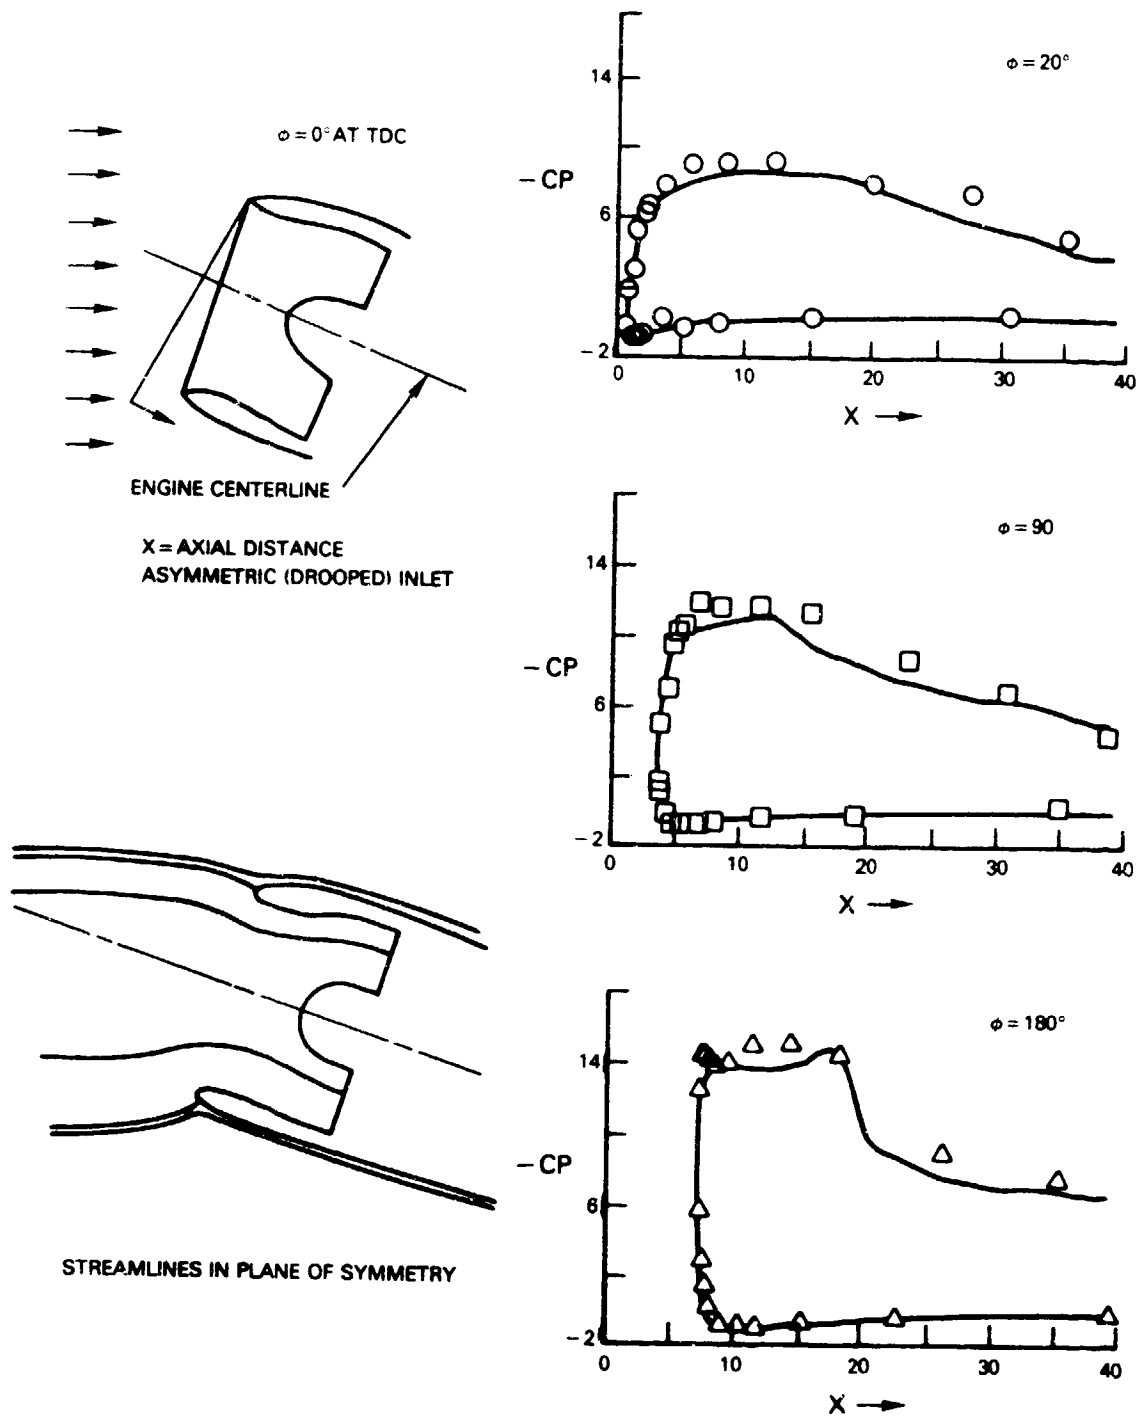 φ = 0° AT TDC
ENGINE CENTERLINE
X = AXIAL DISTANCE
ASYMMETRIC (DROOPED) INLET
STREAMLINES IN PLANE OF SYMMETRY
φ = 20°
14
– CP
6
– 2
0 10 20 30 40
X
φ = 90
14
– CP
6
– 2
0 10 20 30 40
X
φ = 180°
14
– CP
6
– 2
0 10 20 30 40
X